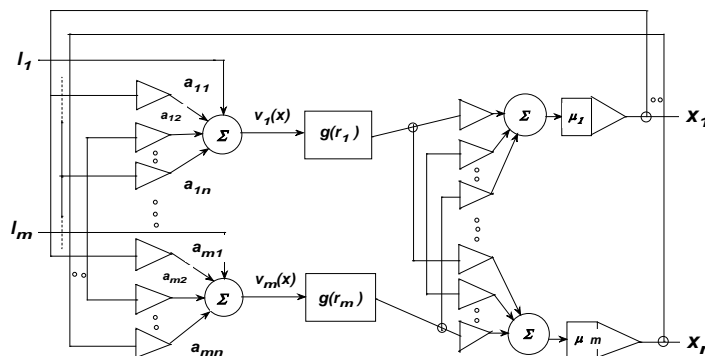 I1
a11
a12
a1n
Σ
v1(x)
g(r1)
Σ
μ1
x1
Im
am1
am2
amn
Σ
vm(x)
g(rm)
Σ
μ m